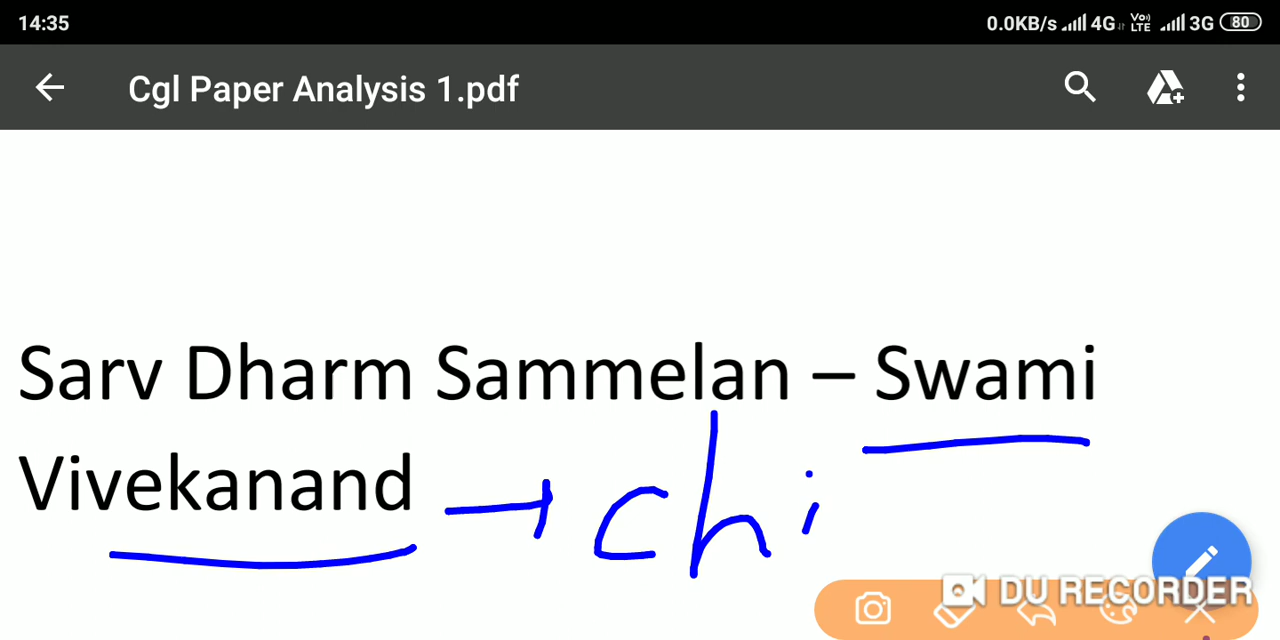 14:35 0.0KB/s 4G Vo) LTE 3G 80
Cgl Paper Analysis 1.pdf
Sarv Dharm Sammelan – Swami
Vivekanand → chi
DU RECORDER